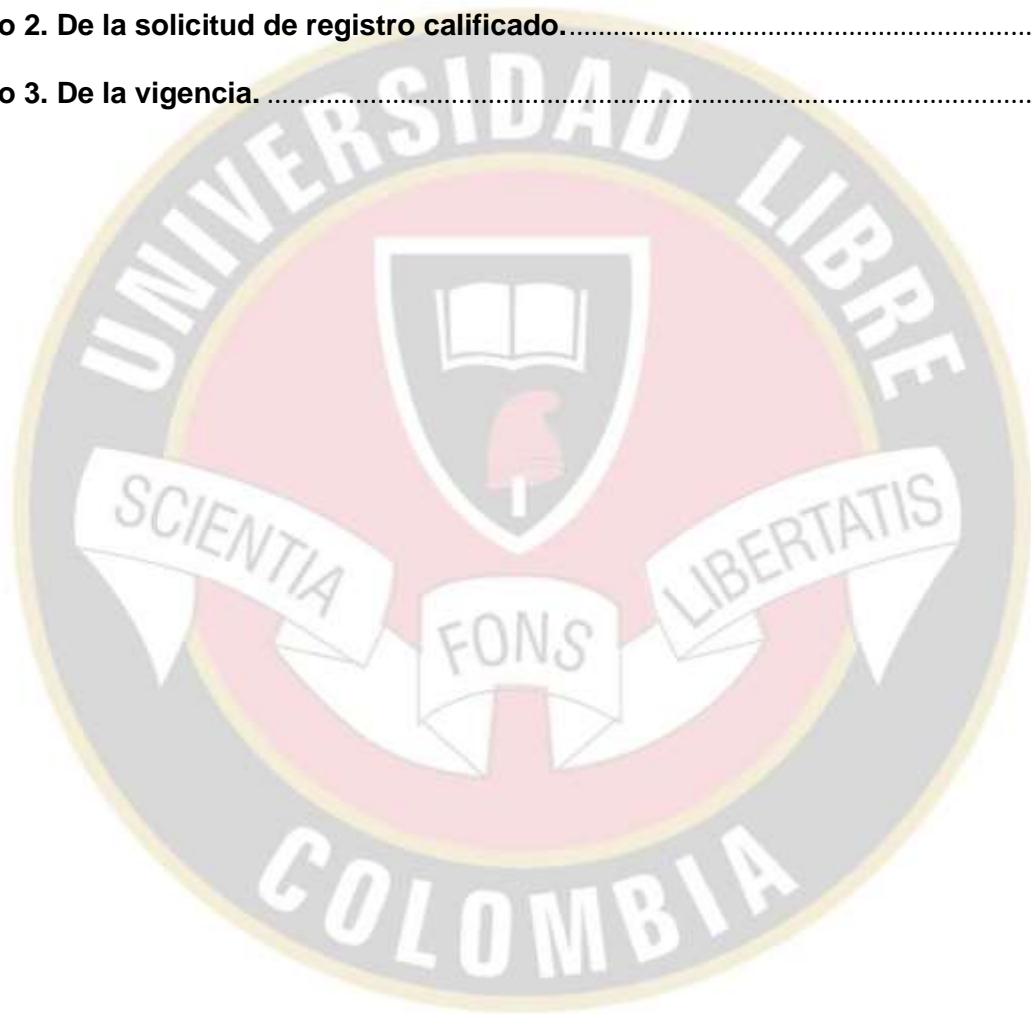 o 2. De la solicitud de registro calificado.
o 3. De la vigencia.
UNIVERSIDAD LIBRE
SCIENTIA
FONS
LIBERTATIS
COLOMBIA